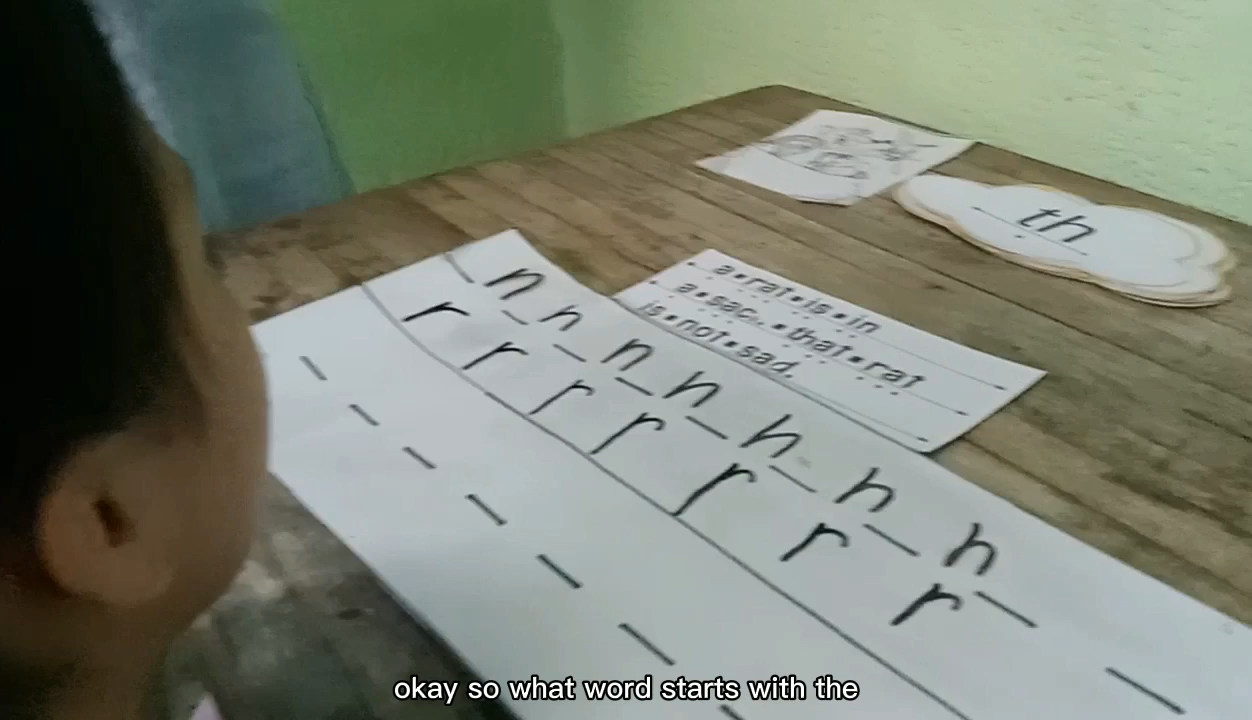 th
a▪rat▪is▪in
a▪sac▪that▪rat
is▪not▪sad.
n n n h h h h
r r r r r r r
okay so what word starts with the